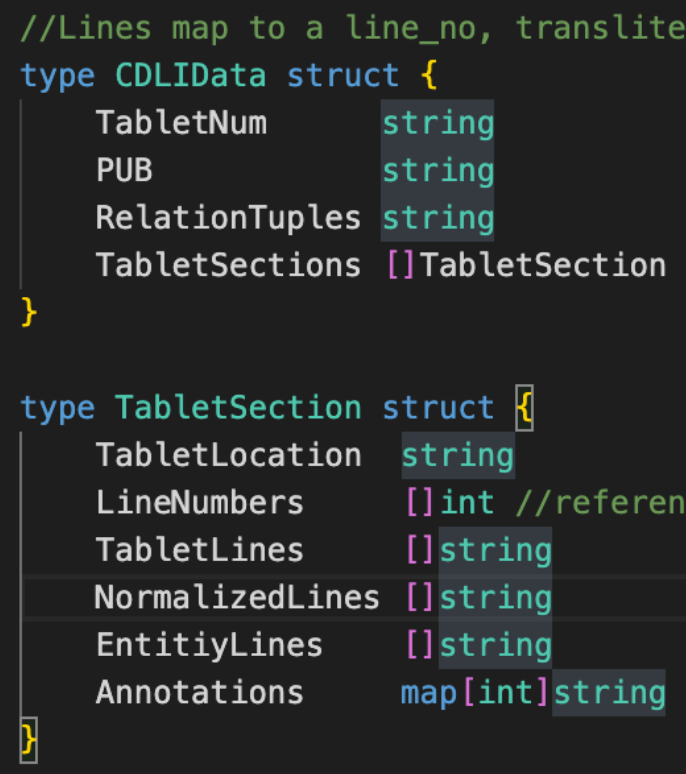 //Lines map to a line_no, translite
type CDLIData struct {
    TabletNum      string
    PUB            string
    RelationTuples string
    TabletSections []TabletSection
}
type TabletSection struct {
    TabletLocation  string
    LineNumbers     []int //referen
    TabletLines     []string
    NormalizedLines []string
    EntitiyLines    []string
    Annotations     map[int]string
}